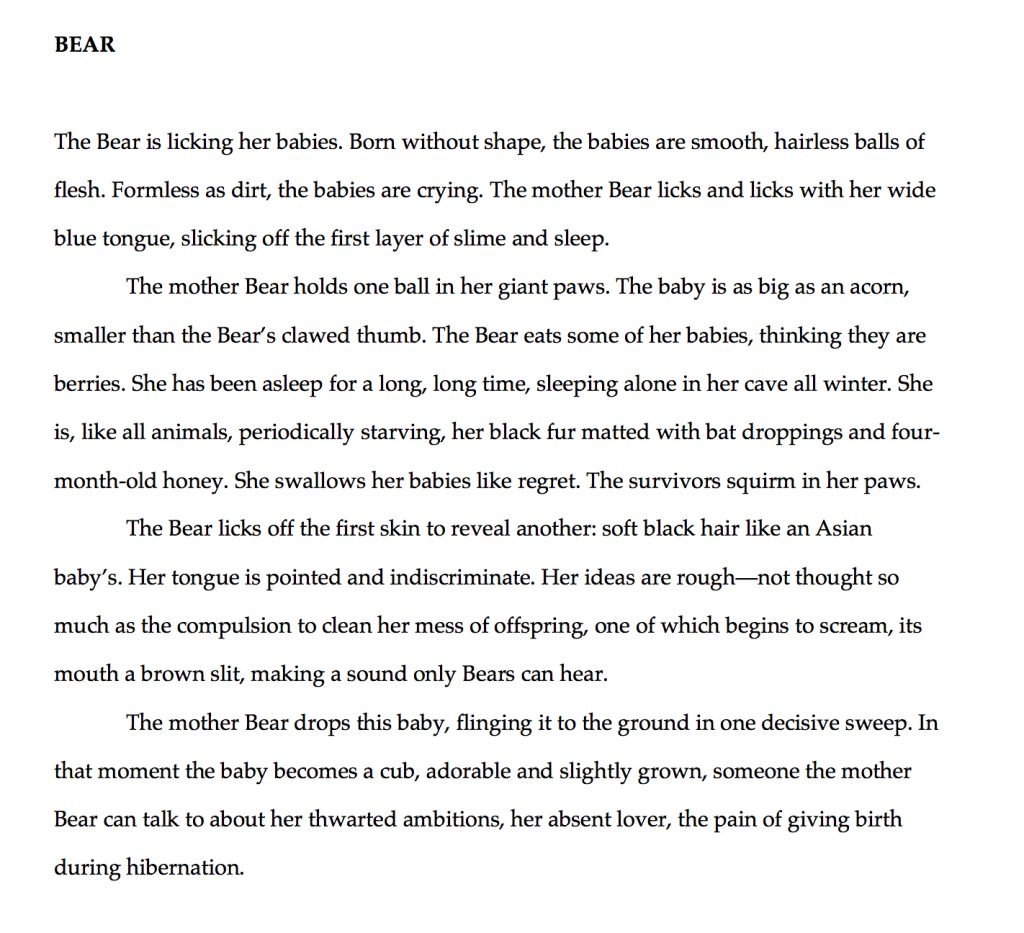 BEAR
The Bear is licking her babies. Born without shape, the babies are smooth, hairless balls of
flesh. Formless as dirt, the babies are crying. The mother Bear licks and licks with her wide
blue tongue, slicking off the first layer of slime and sleep.
The mother Bear holds one ball in her giant paws. The baby is as big as an acorn,
smaller than the Bear’s clawed thumb. The Bear eats some of her babies, thinking they are
berries. She has been asleep for a long, long time, sleeping alone in her cave all winter. She
is, like all animals, periodically starving, her black fur matted with bat droppings and four-
month-old honey. She swallows her babies like regret. The survivors squirm in her paws.
The Bear licks off the first skin to reveal another: soft black hair like an Asian
baby’s. Her tongue is pointed and indiscriminate. Her ideas are rough—not thought so
much as the compulsion to clean her mess of offspring, one of which begins to scream, its
mouth a brown slit, making a sound only Bears can hear.
The mother Bear drops this baby, flinging it to the ground in one decisive sweep. In
that moment the baby becomes a cub, adorable and slightly grown, someone the mother
Bear can talk to about her thwarted ambitions, her absent lover, the pain of giving birth
during hibernation.